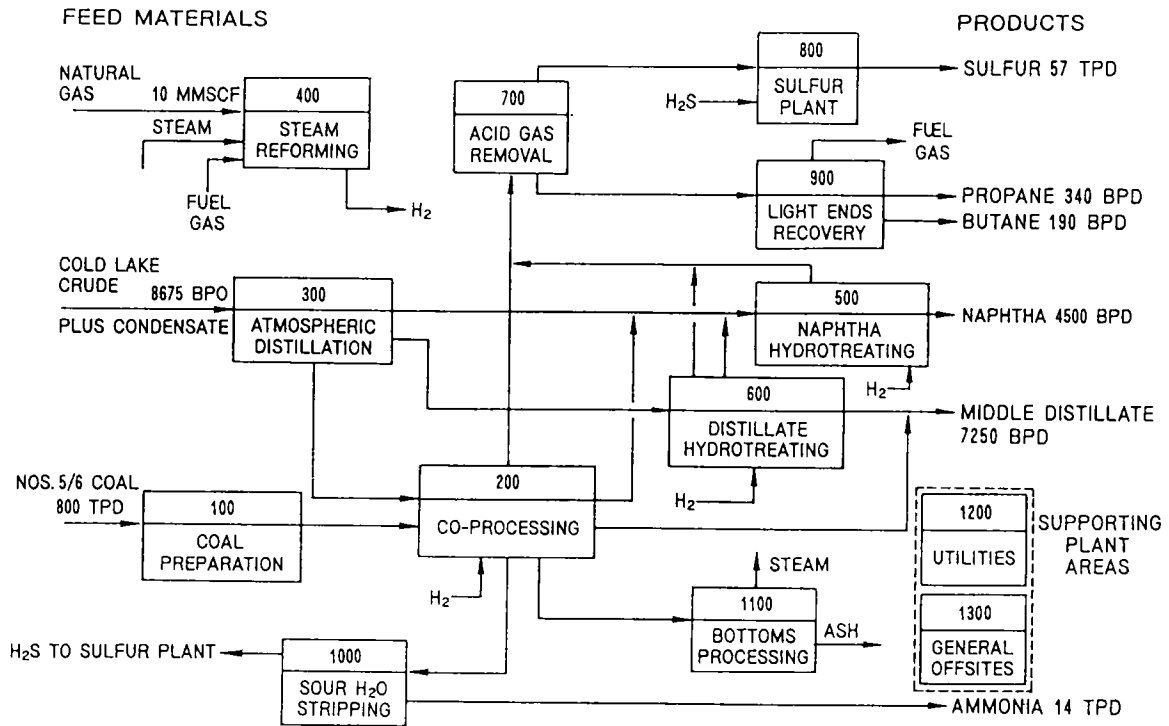 FEED MATERIALS
PRODUCTS
NATURAL
GAS
10 MMSCF
STEAM
FUEL
GAS
400
STEAM
REFORMING
H₂
700
ACID GAS
REMOVAL
800
SULFUR
PLANT
H₂S
SULFUR 57 TPD
FUEL
GAS
900
LIGHT ENDS
RECOVERY
PROPANE 340 BPD
BUTANE 190 BPD
COLD LAKE
CRUDE
8675 BPO
PLUS CONDENSATE
300
ATMOSPHERIC
DISTILLATION
500
NAPHTHA
HYDROTREATING
H₂
NAPHTHA 4500 BPD
600
DISTILLATE
HYDROTREATING
H₂
MIDDLE DISTILLATE
7250 BPD
NOS. 5/6 COAL
800 TPD
100
COAL
PREPARATION
200
CO-PROCESSING
H₂
STEAM
1100
BOTTOMS
PROCESSING
ASH
1200
UTILITIES
1300
GENERAL
OFFSITES
SUPPORTING
PLANT
AREAS
H₂S TO SULFUR PLANT
1000
SOUR H₂O
STRIPPING
AMMONIA 14 TPD